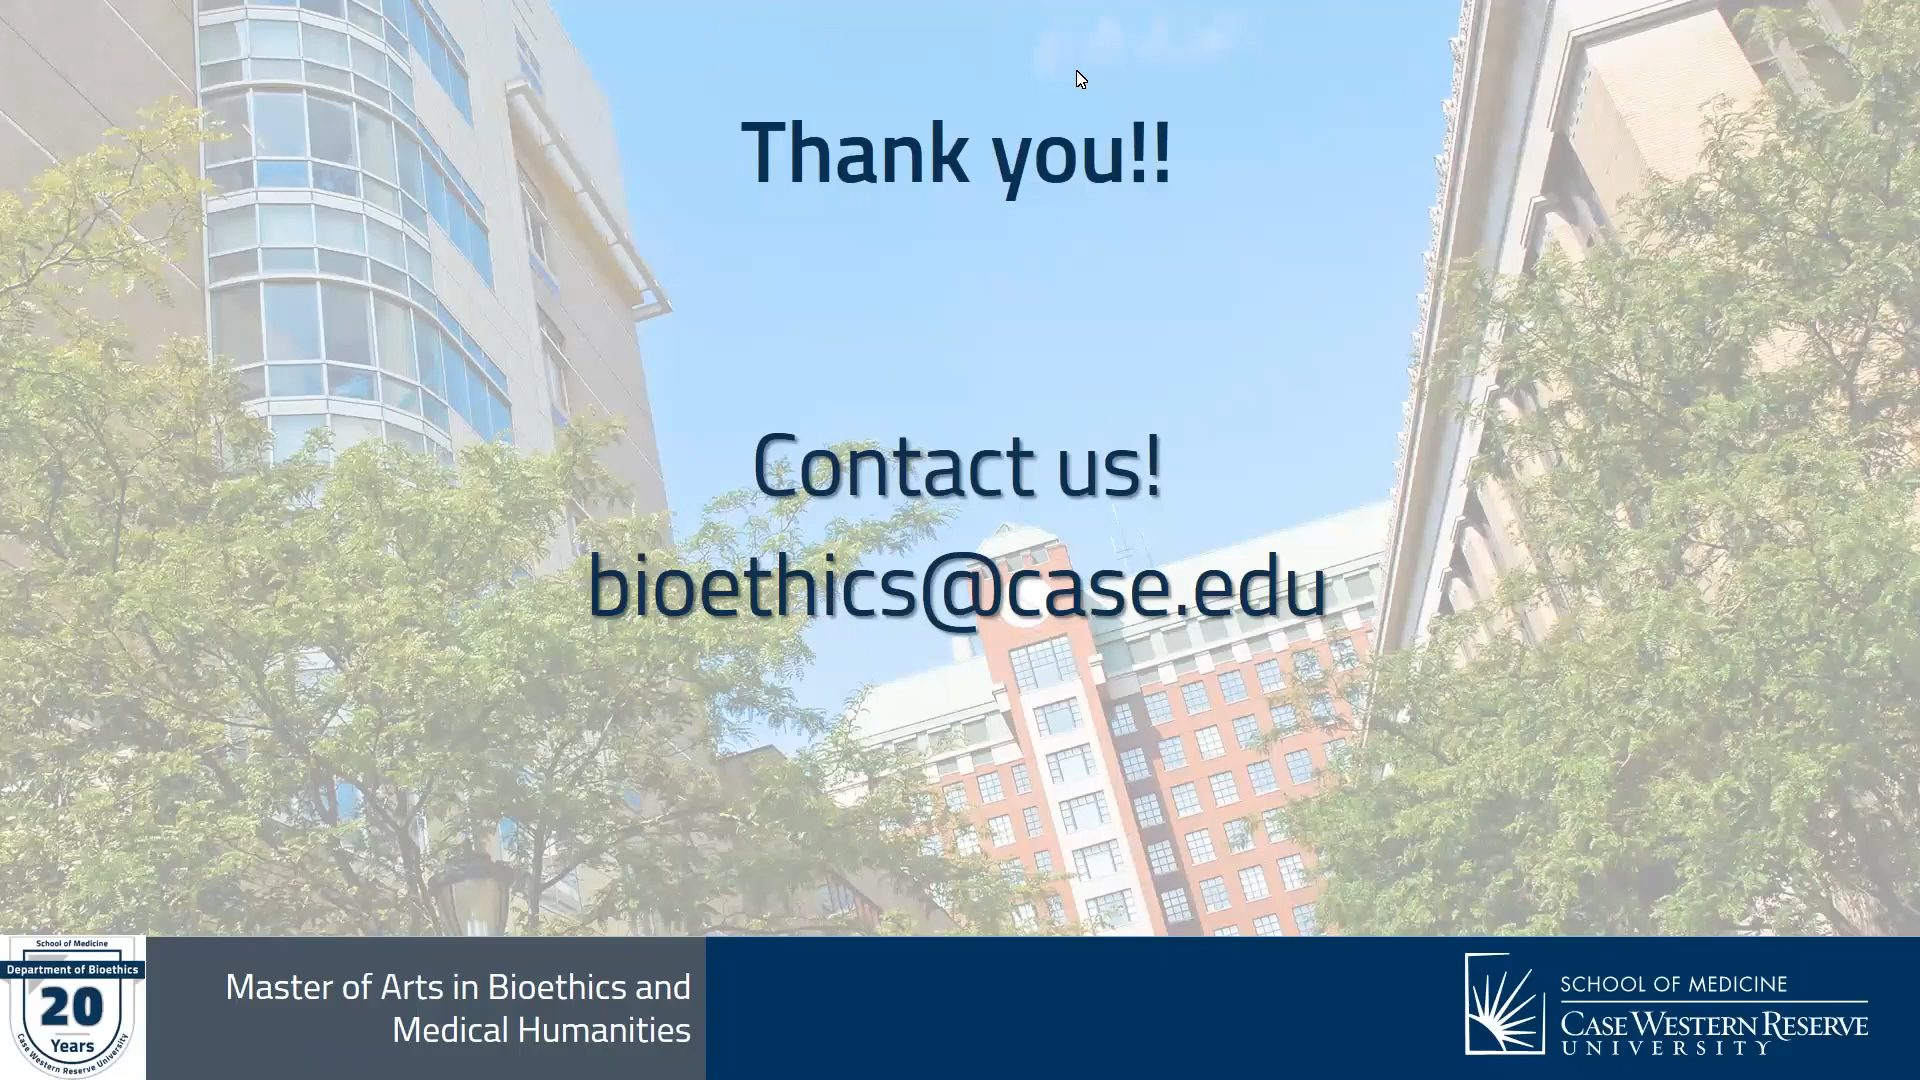 Thank you!!
Contact us!
bioethics@case.edu
School of Medicine
Department of Bioethics
20
Years
Case Western Reserve University
Master of Arts in Bioethics and
Medical Humanities
SCHOOL OF MEDICINE
CASE WESTERN RESERVE
UNIVERSITY